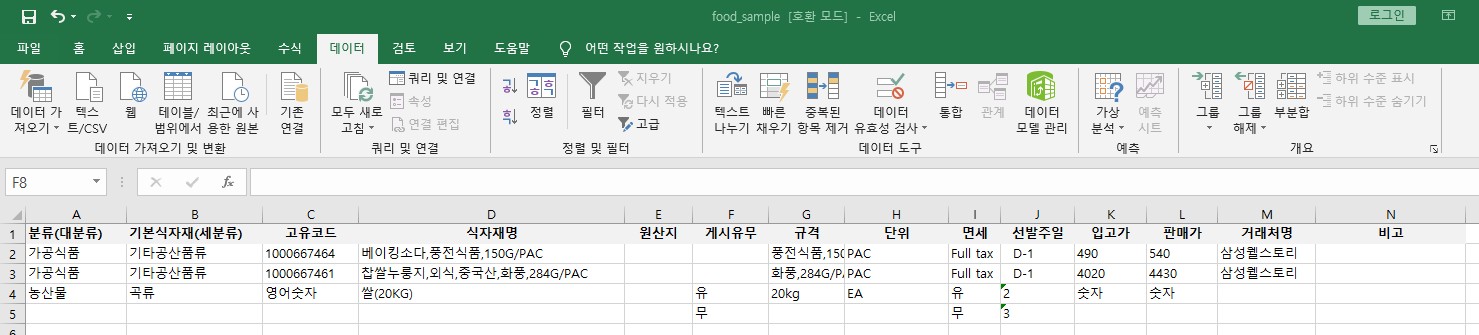 food_sample [호환 모드] - Excel
로그인
파일 홈 삽입 페이지 레이아웃 수식 데이터 검토 보기 도움말 어떤 작업을 원하시나요?
데이터 가져오기
텍스트/CSV
웹
테이블/범위에서
최근에 사용한 원본
기존 연결
모두 새로 고침
쿼리 및 연결
속성
연결 편집
정렬
필터
지우기
다시 적용
고급
텍스트 나누기
빠른 채우기
중복된 항목 제거
데이터 유효성 검사
통합
관계
데이터 모델 관리
가상 분석
예측 시트
그룹
그룹 해제
부분합
하위 수준 표시
하위 수준 숨기기
데이터 가져오기 및 변환 쿼리 및 연결 정렬 및 필터 데이터 도구 예측 개요
F8 fx
A B C D E F G H I J K L M N
1 분류(대분류) 기본식자재(세분류) 고유코드 식자재명 원산지 게시유무 규격 단위 면세 선발주일 입고가 판매가 거래처명 비고
2 가공식품 기타공산품류 1000667464 베이킹소다,풍전식품,150G/PAC 풍전식품,150 PAC Full tax D-1 490 540 삼성웰스토리
3 가공식품 기타공산품류 1000667461 찹쌀누룽지,외식,중국산,화풍,284G/PAC 화풍,284G/PA PAC Full tax D-1 4020 4430 삼성웰스토리
4 농산물 곡류 영어숫자 쌀(20KG) 유 20kg EA 유 2 숫자 숫자
5 무 무 3